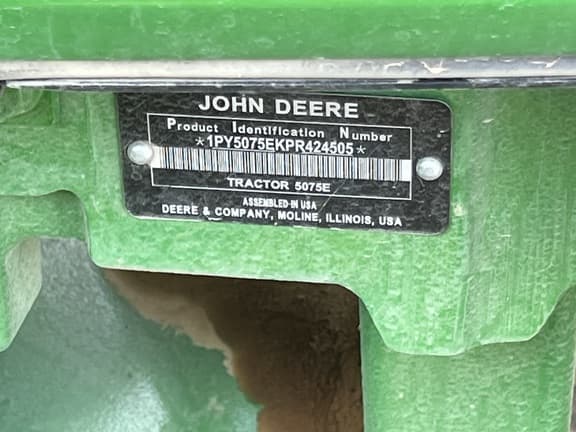 JOHN DEERE
Product Identification Number
*1PY5075EKPR424505*
TRACTOR 5075E
ASSEMBLED IN USA
DEERE & COMPANY, MOLINE, ILLINOIS, USA